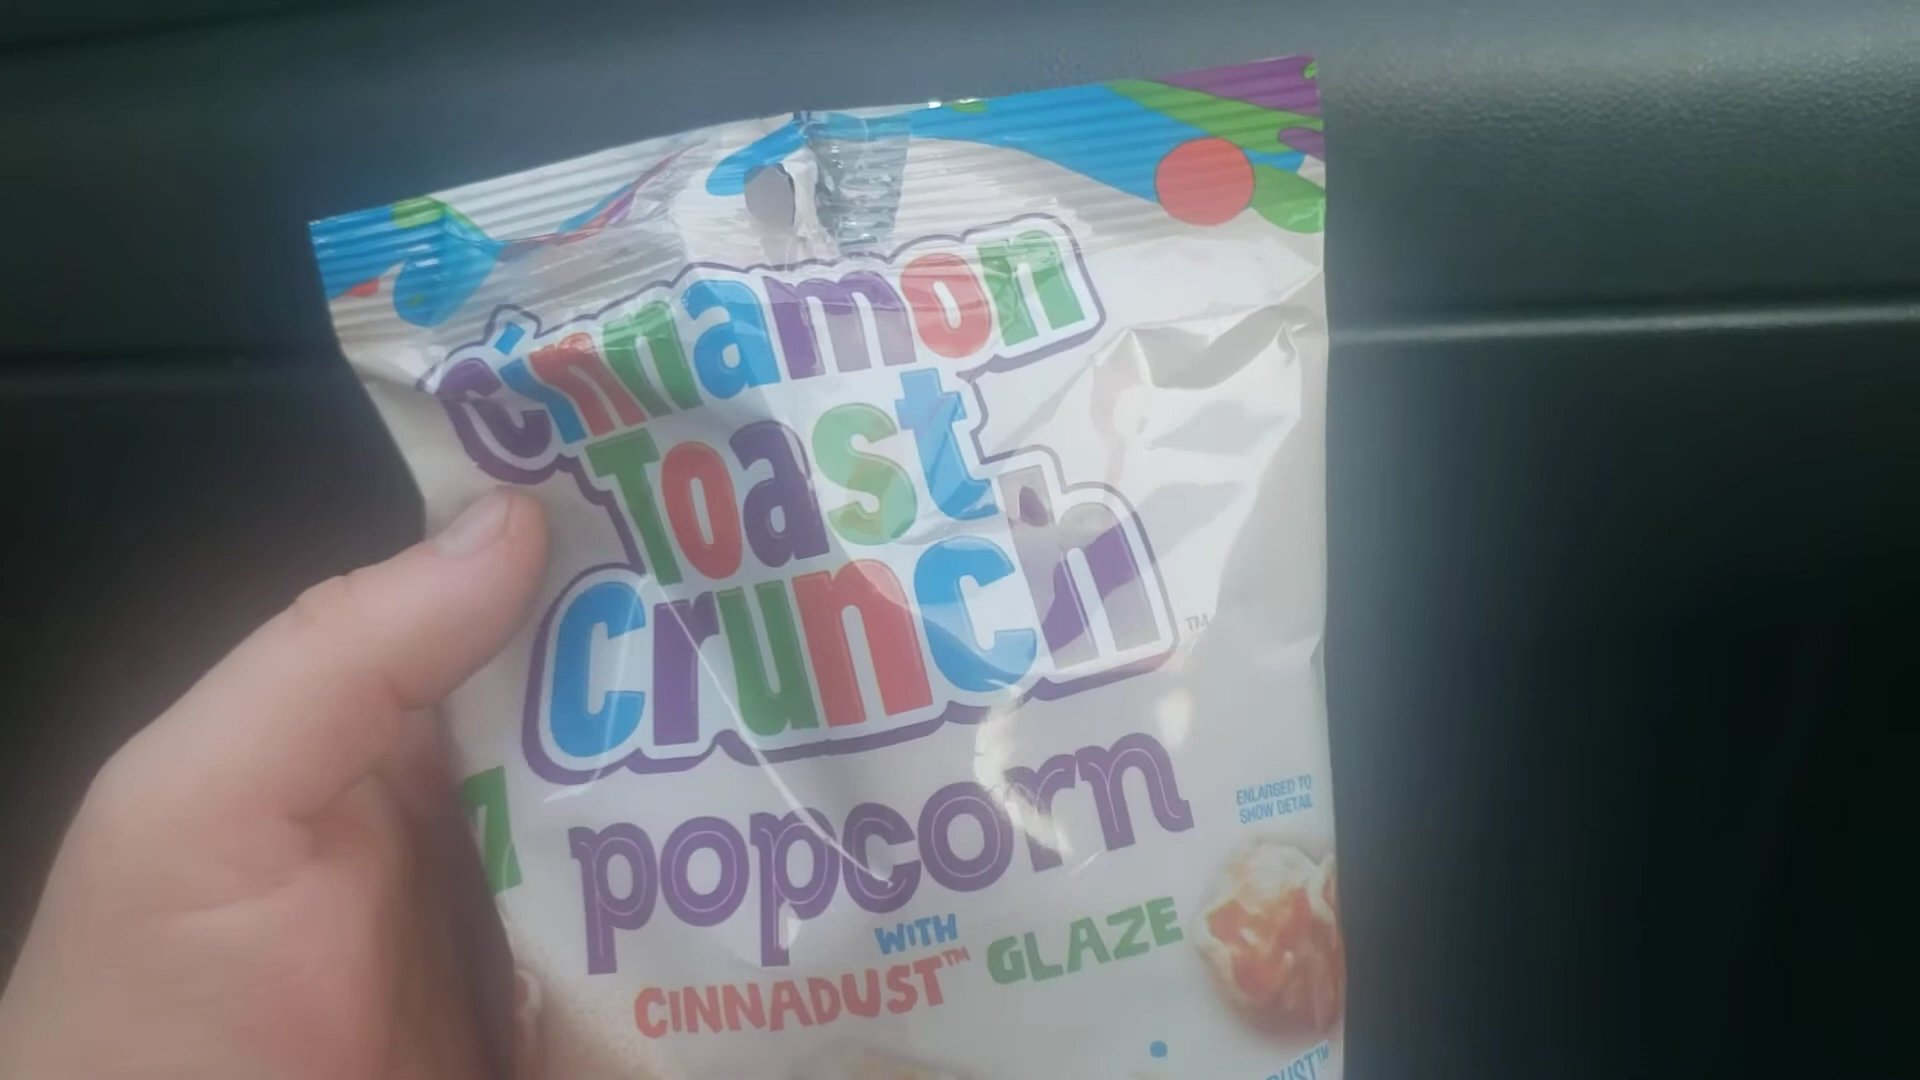 cinnamon
Toast
crunch
TM
popcorn
ENLARGED TO
SHOW DETAIL
WITH
CINNADUST™ GLAZE